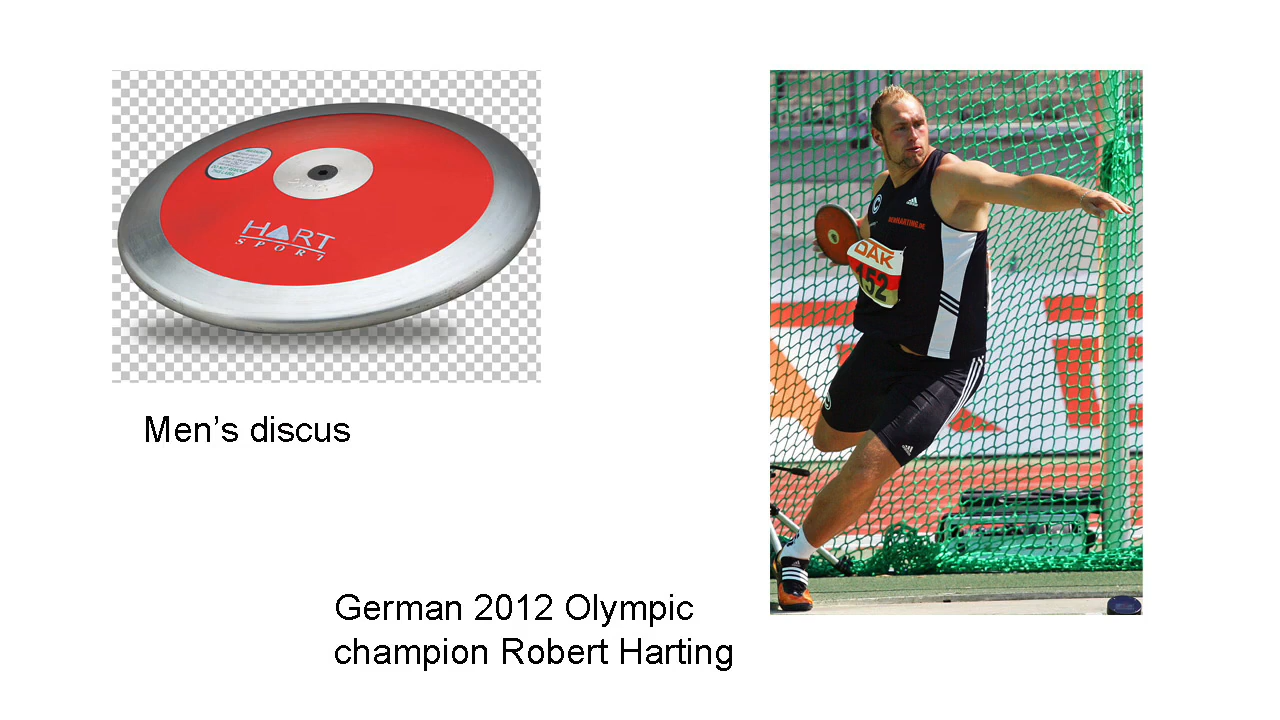 HART
SPORT
Men’s discus
DAK
152
German 2012 Olympic
champion Robert Harting